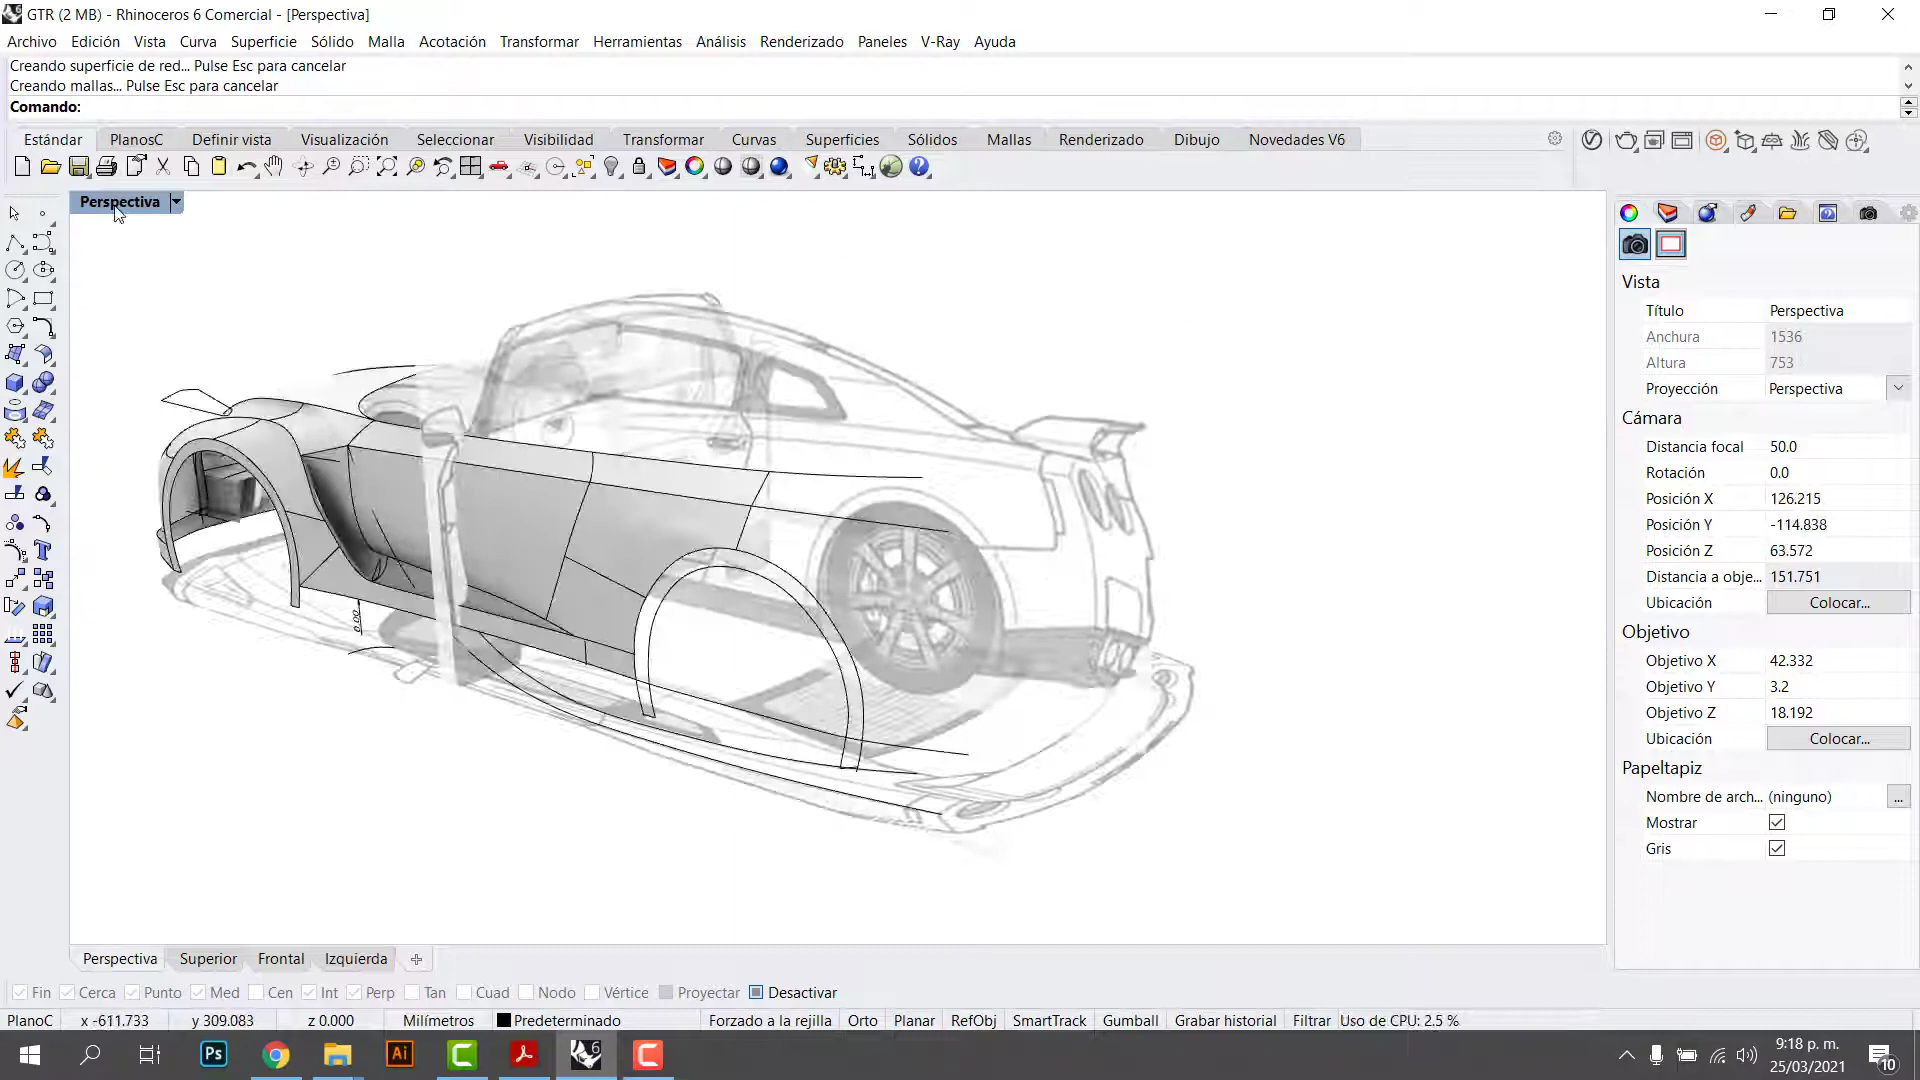 GTR (2 MB) - Rhinoceros 6 Comercial - [Perspectiva]
Archivo Edición Vista Curva Superficie Sólido Malla Acotación Transformar Herramientas Análisis Renderizado Paneles V-Ray Ayuda
Creando superficie de red... Pulse Esc para cancelar
Creando mallas... Pulse Esc para cancelar
Comando:
Estándar PlanosC Definir vista Visualización Seleccionar Visibilidad Transformar Curvas Superficies Sólidos Mallas Renderizado Dibujo Novedades V6
Perspectiva
0.00
Vista
Título Perspectiva
Anchura 1536
Altura 753
Proyección Perspectiva
Cámara
Distancia focal 50.0
Rotación 0.0
Posición X 126.215
Posición Y -114.838
Posición Z 63.572
Distancia a obje... 151.751
Ubicación Colocar...
Objetivo
Objetivo X 42.332
Objetivo Y 3.2
Objetivo Z 18.192
Ubicación Colocar...
Papeltapiz
Nombre de arch... (ninguno) ...
Mostrar
Gris
Perspectiva Superior Frontal Izquierda
Fin Cerca Punto Med Cen Int Perp Tan Cuad Nodo Vértice Proyectar Desactivar
PlanoC x -611.733 y 309.083 z 0.000 Milímetros Predeterminado Forzado a la rejilla Orto Planar RefObj SmartTrack Gumball Grabar historial Filtrar Uso de CPU: 2.5 %
Ps Ai 6 9:18 p. m.
25/03/2021
10